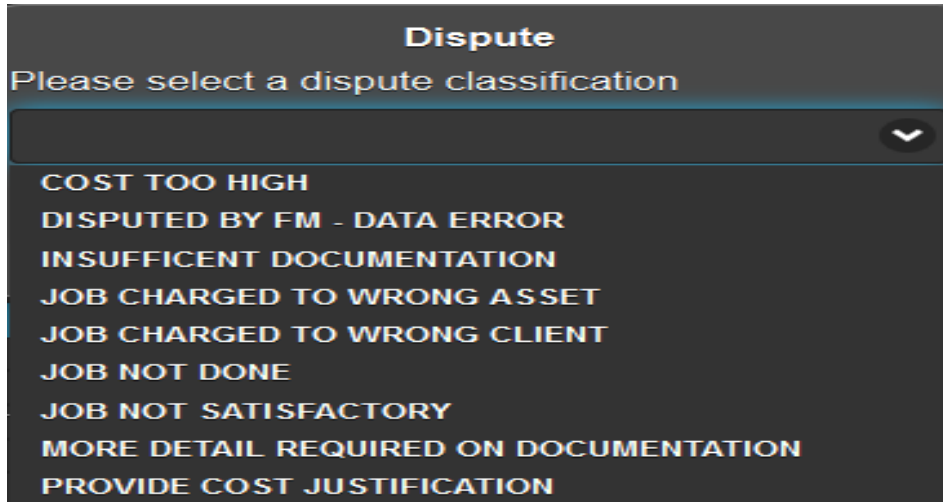 Dispute
Please select a dispute classification
COST TOO HIGH
DISPUTED BY FM - DATA ERROR
INSUFFICENT DOCUMENTATION
JOB CHARGED TO WRONG ASSET
JOB CHARGED TO WRONG CLIENT
JOB NOT DONE
JOB NOT SATISFACTORY
MORE DETAIL REQUIRED ON DOCUMENTATION
PROVIDE COST JUSTIFICATION